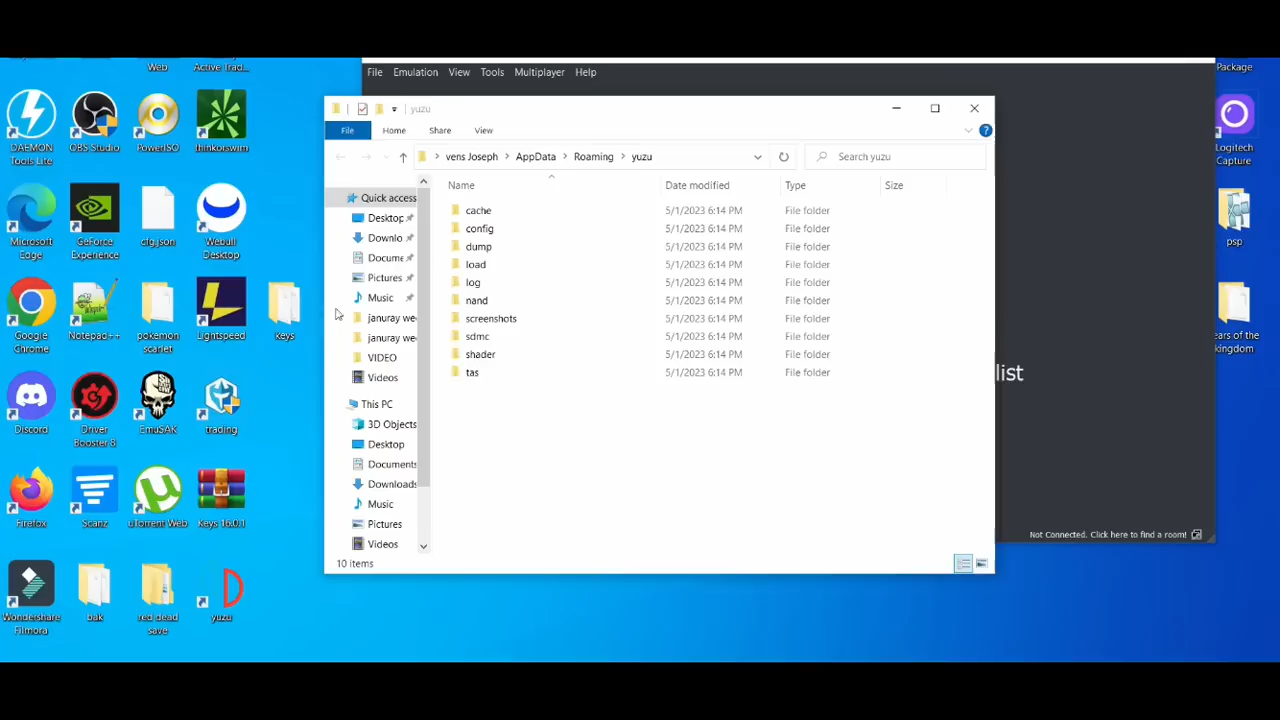 Web
Active Trad...
File Emulation View Tools Multiplayer Help
Package
yuzu
File Home Share View
vens Joseph > AppData > Roaming > yuzu
Search yuzu
Name Date modified Type Size
cache 5/1/2023 6:14 PM File folder
config 5/1/2023 6:14 PM File folder
dump 5/1/2023 6:14 PM File folder
load 5/1/2023 6:14 PM File folder
log 5/1/2023 6:14 PM File folder
nand 5/1/2023 6:14 PM File folder
screenshots 5/1/2023 6:14 PM File folder
sdmc 5/1/2023 6:14 PM File folder
shader 5/1/2023 6:14 PM File folder
tas 5/1/2023 6:14 PM File folder
Quick access
Desktop
Downlo
Docume
Pictures
Music
januray we
januray we
VIDEO
Videos
This PC
3D Objects
Desktop
Documents
Downloads
Music
Pictures
Videos
10 items
list
Not Connected. Click here to find a room!
DAEMON
Tools Lite
OBS Studio
PowerISO
thinkorswim
Microsoft
Edge
GeForce
Experience
cfg.json
Webull
Desktop
Google
Chrome
Notepad++
pokemon
scarlet
Lightspeed
keys
Discord
Driver
Booster 8
EmuSAK
trading
Firefox
Scanz
uTorrent Web
Keys 16.0.1
Wondershare
Filmora
bak
red dead
save
yuzu
Logitech
Capture
psp
ears of the
kingdom